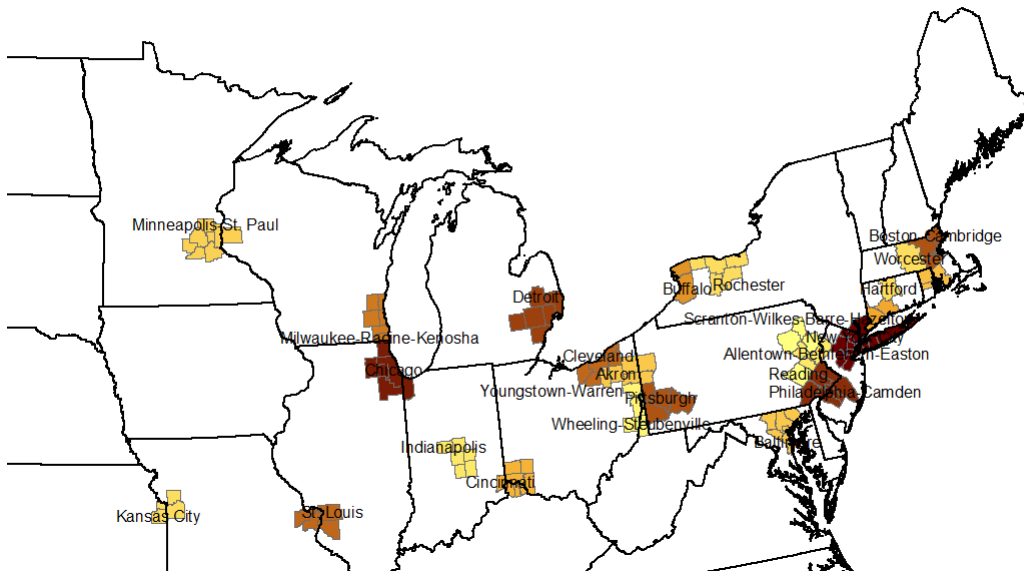 Minneapolis-St. Paul
Boston-Cambridge
Worcester
Buffalo
Rochester
Hartford
Detroit
Scranton-Wilkes-Barre-Hazelton
Milwaukee-Racine-Kenosha
Cleveland
Allentown-Bethlehem-Easton
Chicago
Akron
Reading
Youngstown-Warren
Pittsburgh
Philadelphia-Camden
Wheeling-Steubenville
Baltimore
Indianapolis
Cincinnati
Kansas City
St. Louis